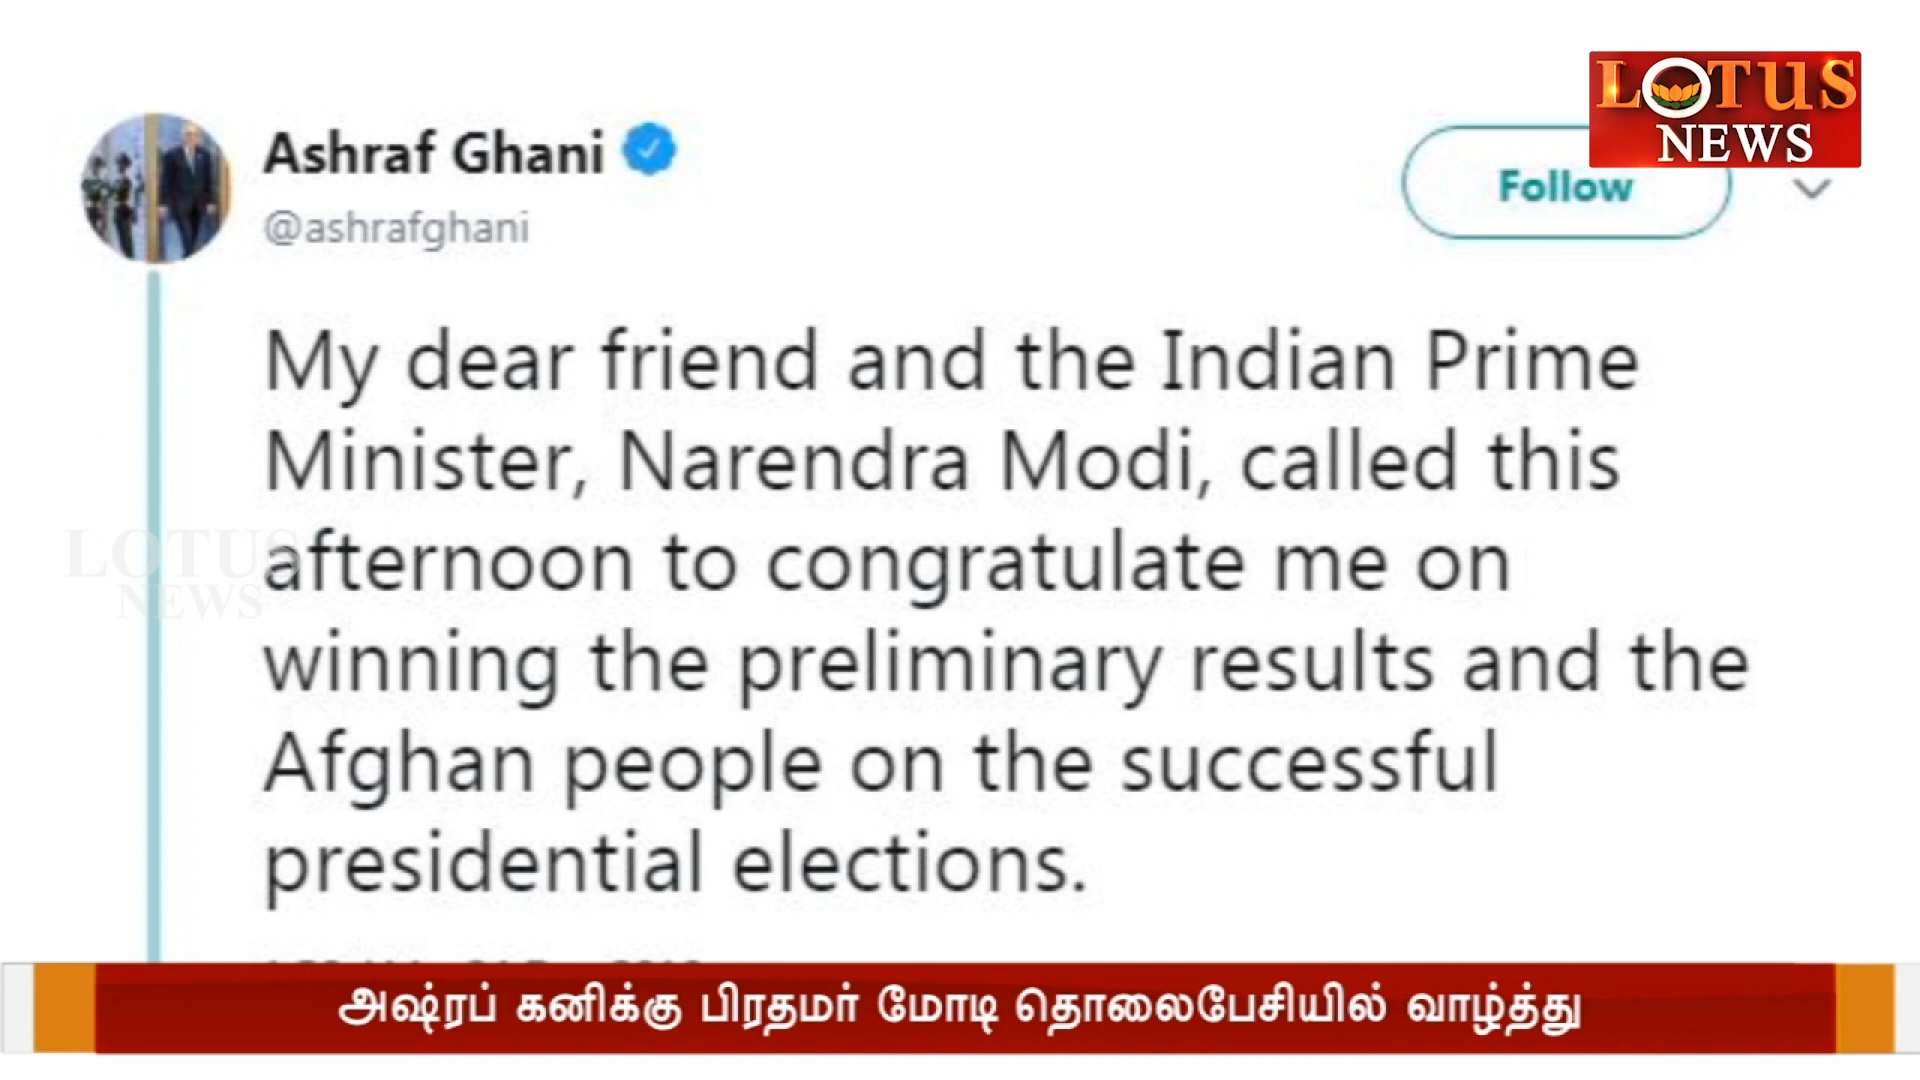 LOTUS
NEWS
Ashraf Ghani
@ashrafghani
Follow
My dear friend and the Indian Prime
Minister, Narendra Modi, called this
afternoon to congratulate me on
winning the preliminary results and the
Afghan people on the successful
presidential elections.
LOTUS
NEWS
அஷ்ரப் கனிக்கு பிரதமர் மோடி தொலைபேசியில் வாழ்த்து